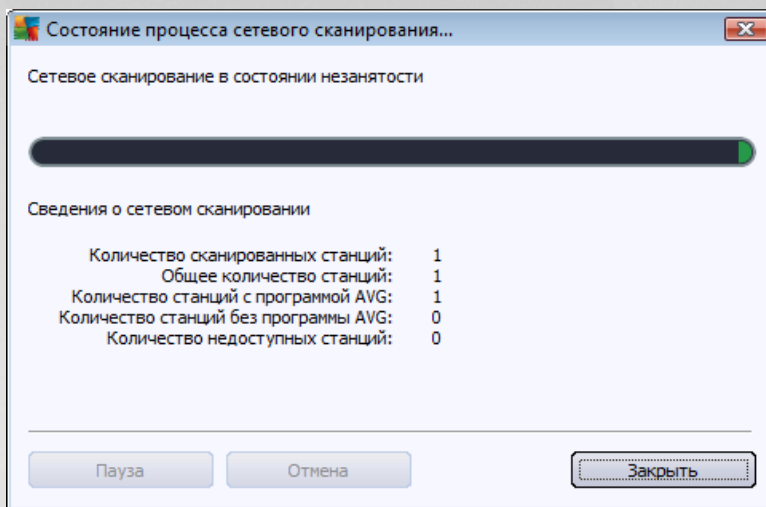 Состояние процесса сетевого сканирования...
Сетевое сканирование в состоянии незанятости
Сведения о сетевом сканировании
Количество сканированных станций: 1
Общее количество станций: 1
Количество станций с программой AVG: 1
Количество станций без программы AVG: 0
Количество недоступных станций: 0
Пауза Отмена Закрыть